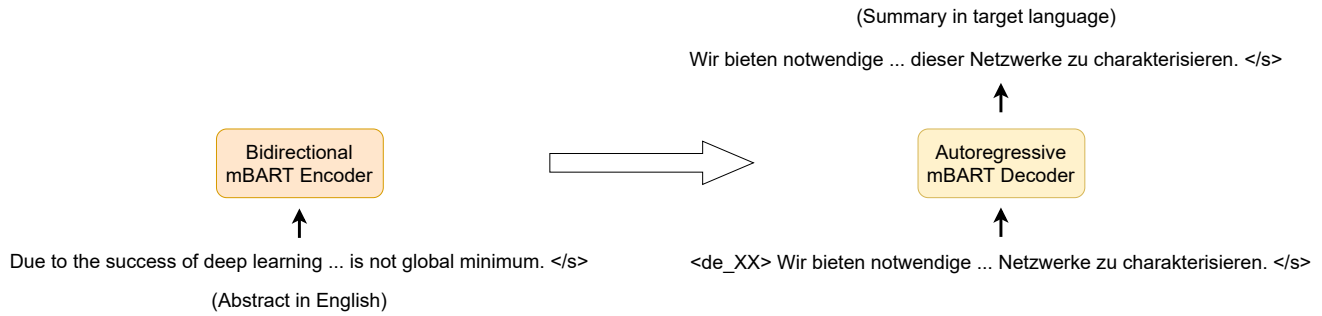 (Summary in target language)
Wir bieten notwendige ... dieser Netzwerke zu charakterisieren. </s>
Bidirectional
mBART Encoder
Autoregressive
mBART Decoder
Due to the success of deep learning ... is not global minimum. </s>
<de_XX> Wir bieten notwendige ... Netzwerke zu charakterisieren. </s>
(Abstract in English)